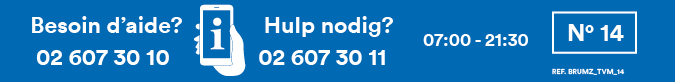 Besoin d'aide?
02 607 30 10
i
Hulp nodig?
02 607 30 11
07:00 - 21:30
N° 14
REF. BRUMZ_TVM_14